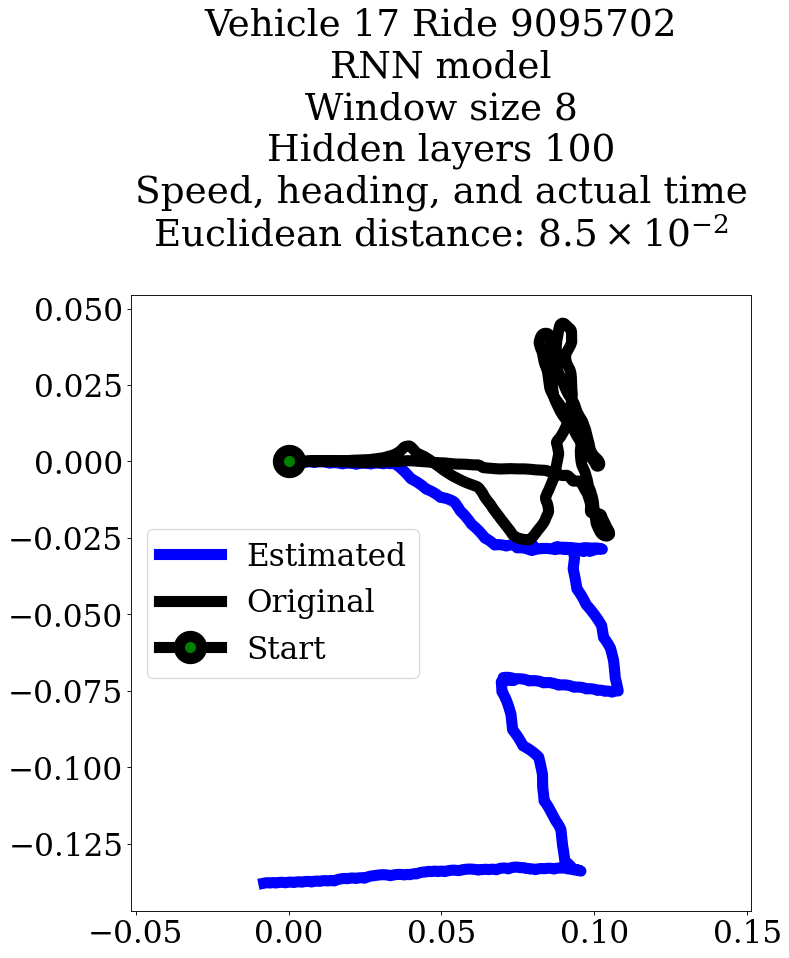 Vehicle 17 Ride 9095702
RNN model
Window size 8
Hidden layers 100
Speed, heading, and actual time
Euclidean distance: 8.5 × 10⁻²
0.050
0.025
0.000
−0.025
−0.050
−0.075
−0.100
−0.125
Estimated
Original
Start
−0.05 0.00 0.05 0.10 0.15